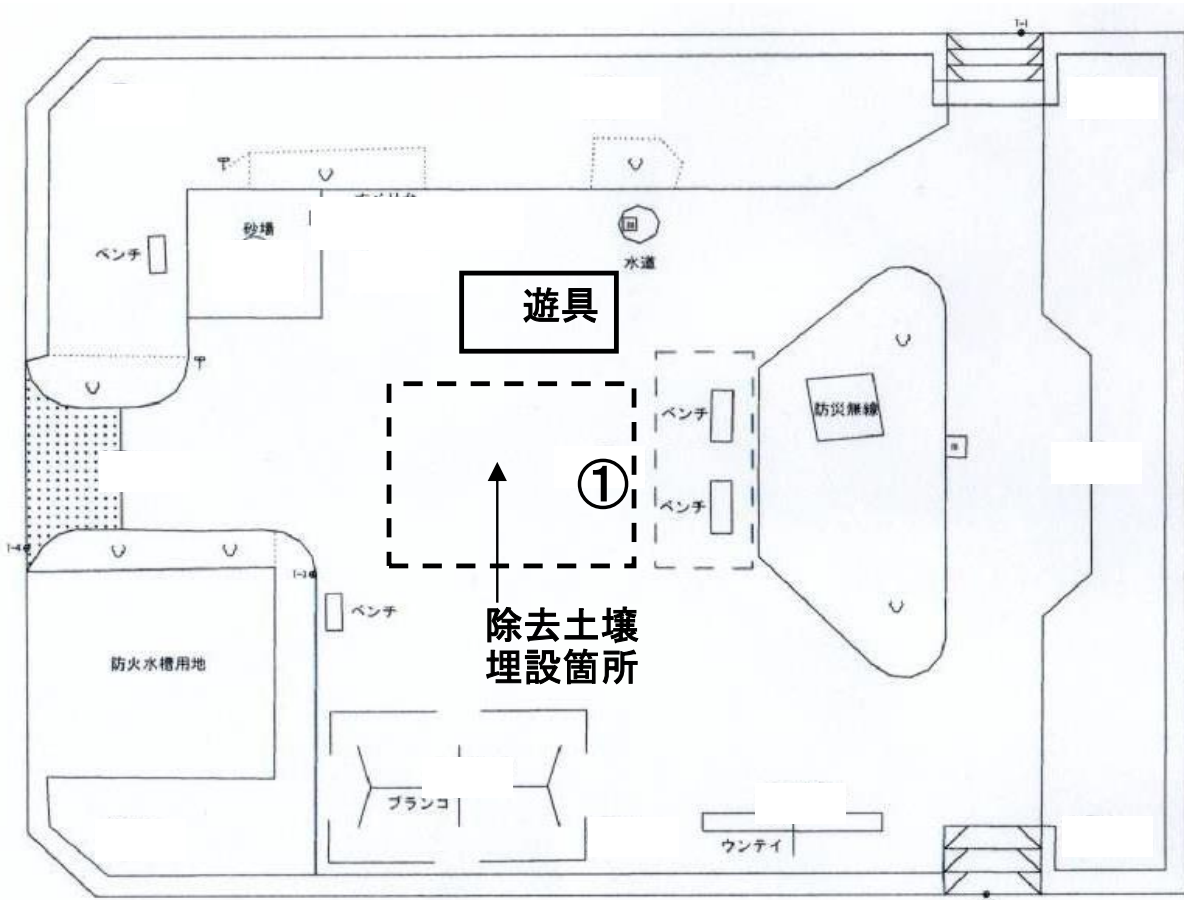 T-1
砂場
ベンチ
水道
遊具
ベンチ
防災無線
①
ベンチ
ベンチ
除去土壌
埋設箇所
防火水槽用地
ブランコ
ウンテイ